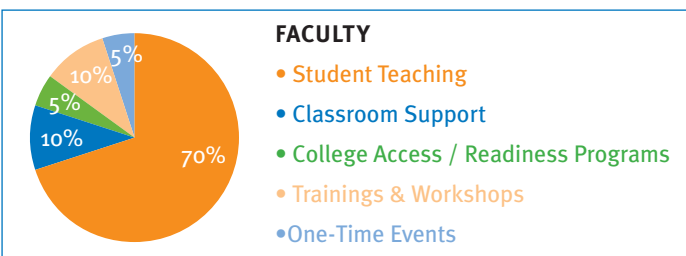 FACULTY
• Student Teaching
• Classroom Support
• College Access / Readiness Programs
• Trainings & Workshops
•One-Time Events
5%
10%
5%
10%
70%